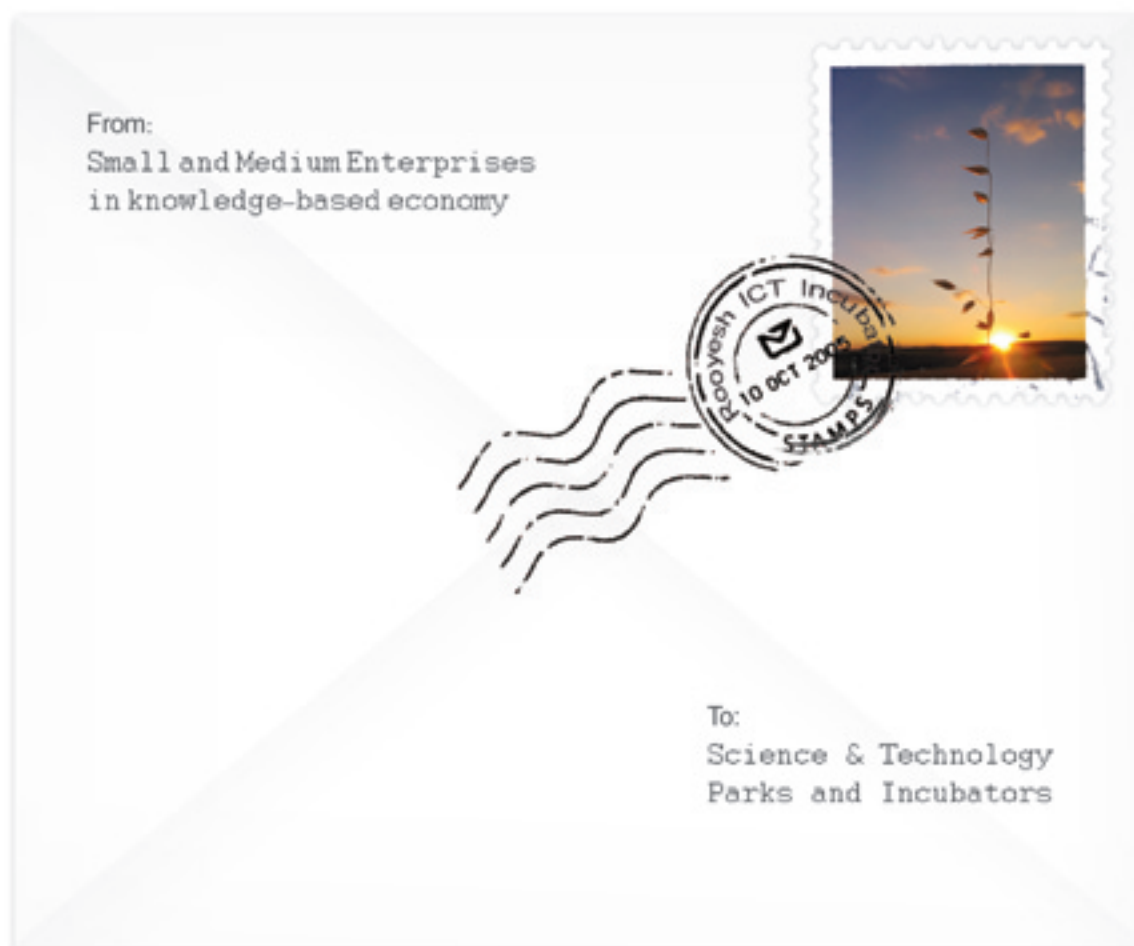 From:
Small and Medium Enterprises
in knowledge-based economy
Rooyesh ICT Incubator
10 OCT 2005
STAMPS
To:
Science & Technology
Parks and Incubators